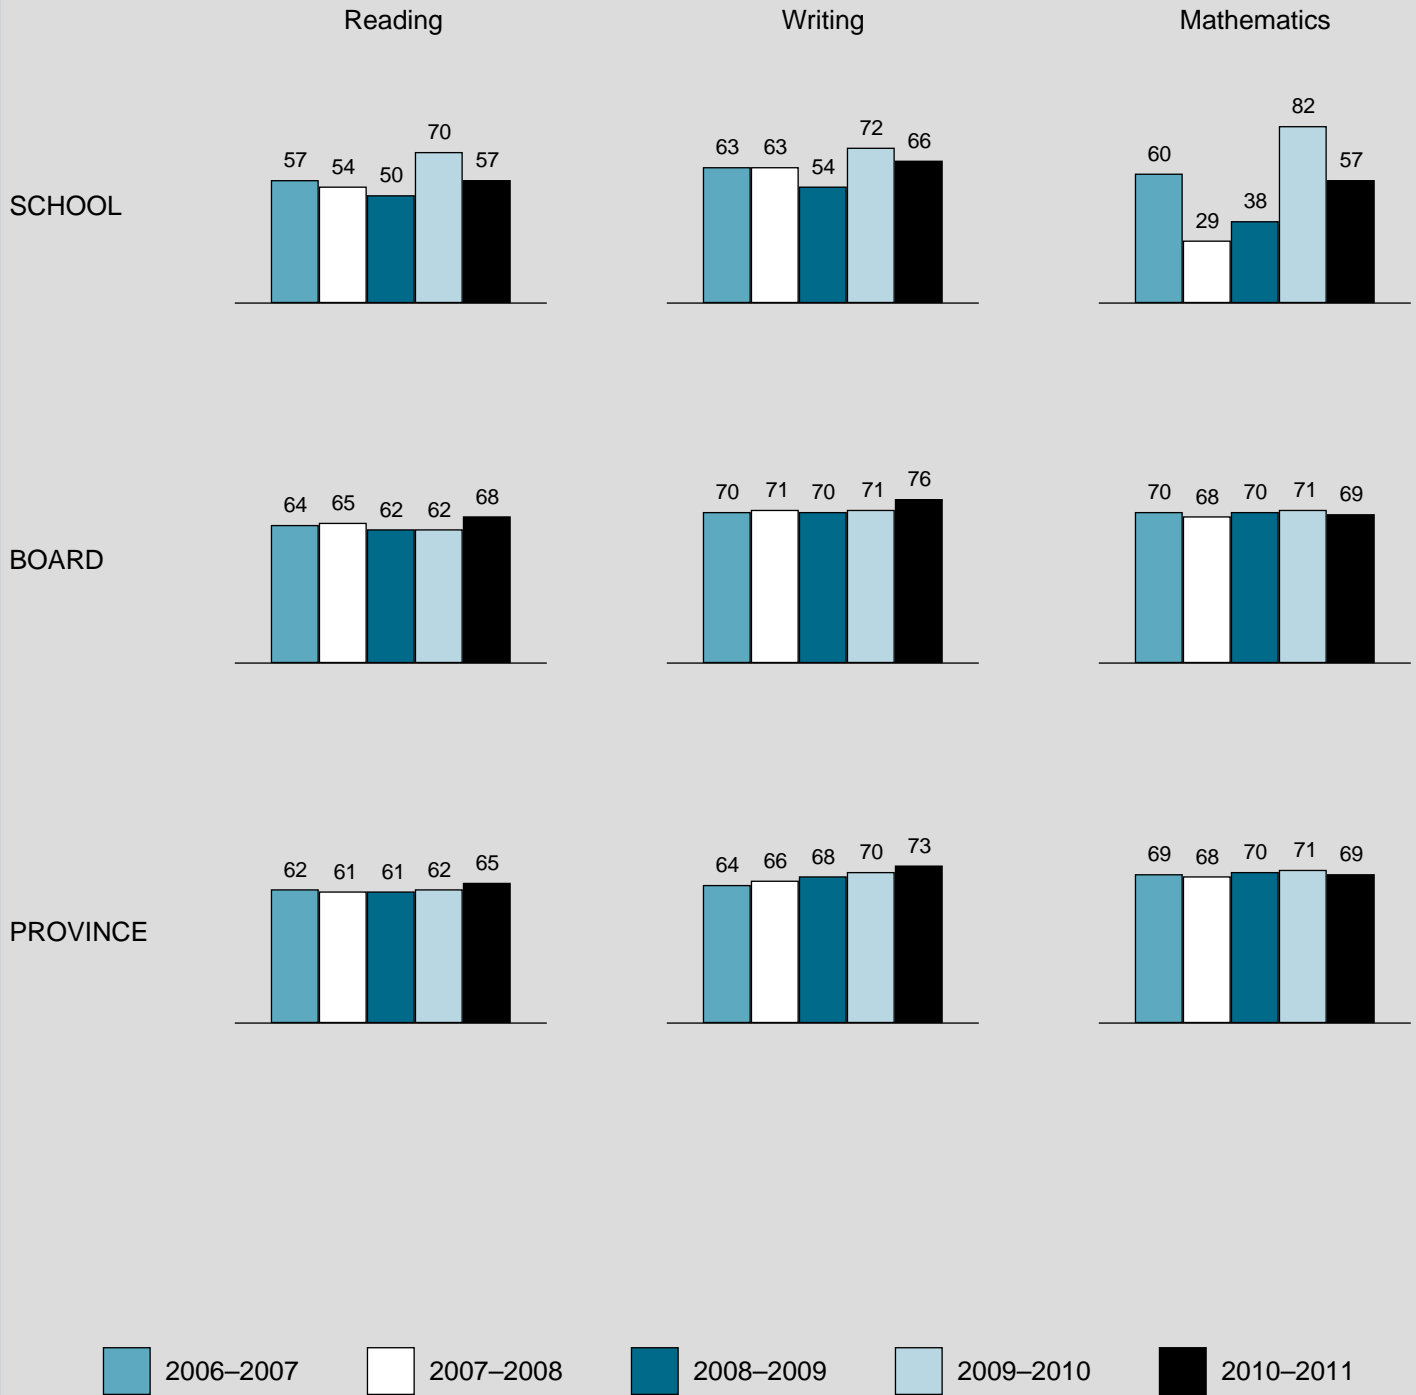 Reading Writing Mathematics
SCHOOL
57 54 50 70 57
63 63 54 72 66
60 29 38 82 57
BOARD
64 65 62 62 68
70 71 70 71 76
70 68 70 71 69
PROVINCE
62 61 61 62 65
64 66 68 70 73
69 68 70 71 69
2006–2007 2007–2008 2008–2009 2009–2010 2010–2011